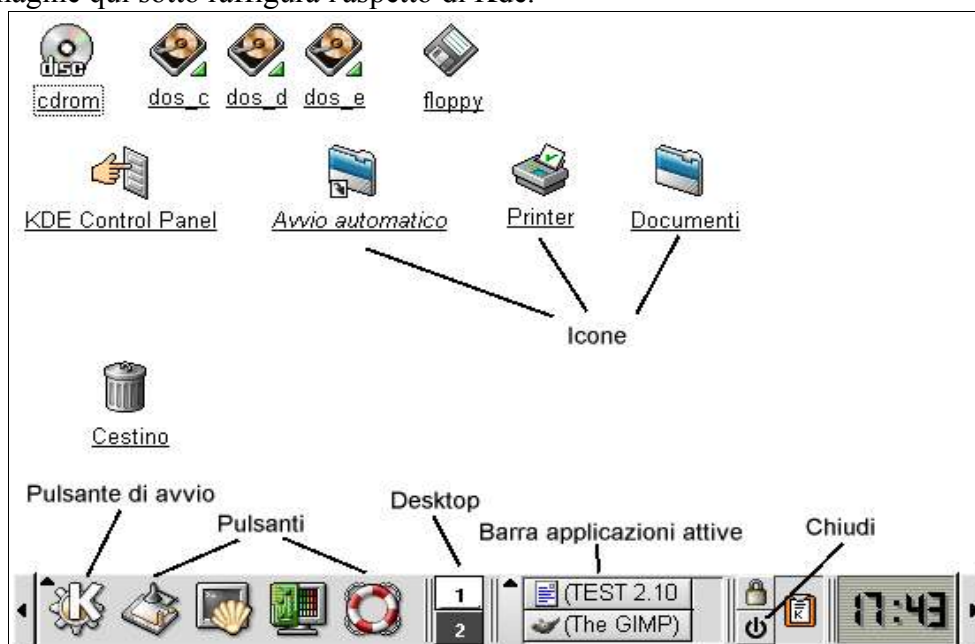 magine qui sotto raffigura l'aspetto di Kde.
disc
cdrom dos_c dos_d dos_e floppy
KDE Control Panel Avvio automatico Printer Documenti
Icone
Cestino
Pulsante di avvio
Pulsanti
Desktop
Barra applicazioni attive
Chiudi
K
1
2
(TEST 2.10
(The GIMP)
K
17:43